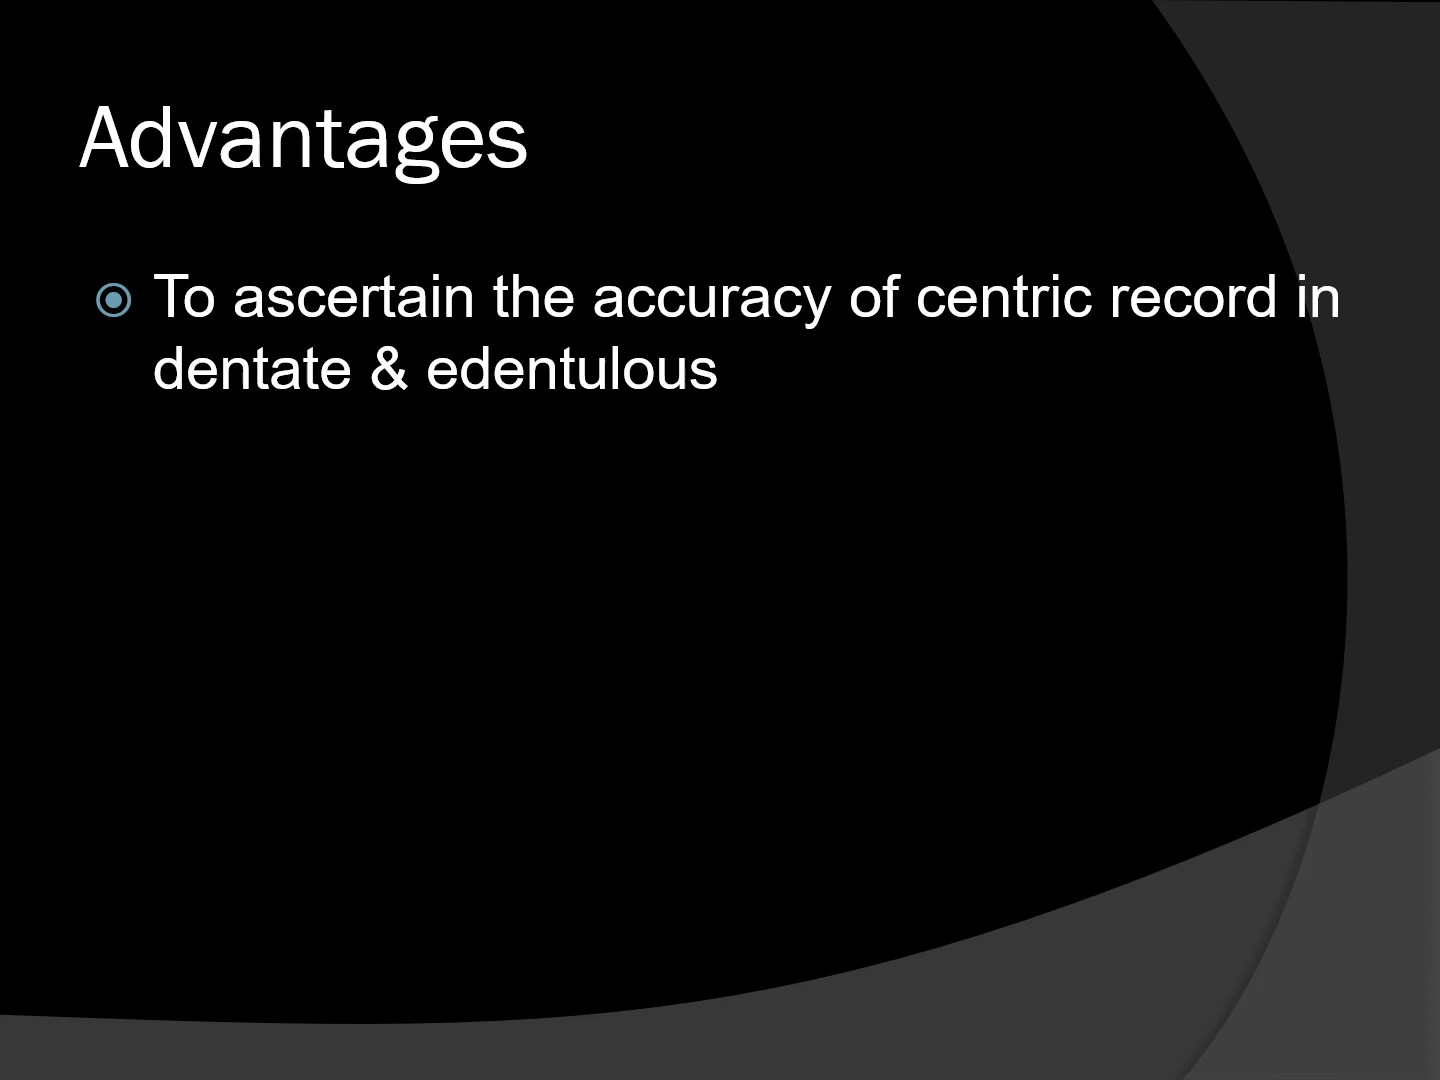 Advantages
To ascertain the accuracy of centric record in
dentate & edentulous